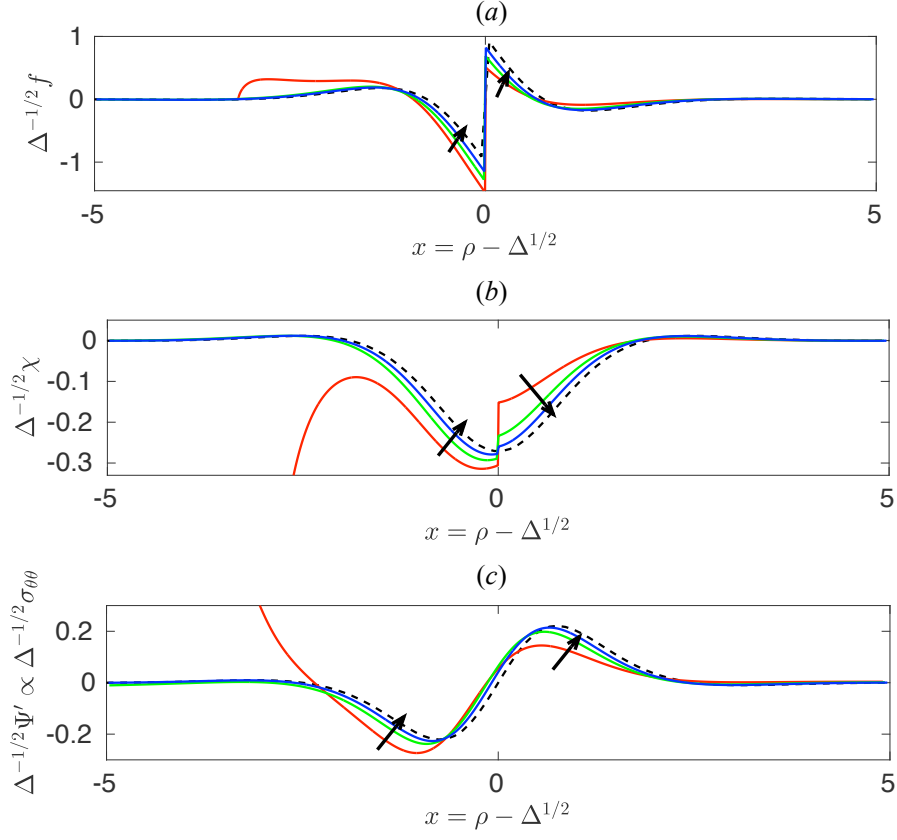 (a)
1
0
-1
Δ^{-1/2} f
-5 0 5
x = ρ − Δ^{1/2}
(b)
0
-0.1
-0.2
-0.3
Δ^{-1/2}χ
-5 0 5
x = ρ − Δ^{1/2}
(c)
0.2
0
-0.2
Δ^{-1/2}Ψ′ ∝ Δ^{-1/2}σ_{θθ}
-5 0 5
x = ρ − Δ^{1/2}